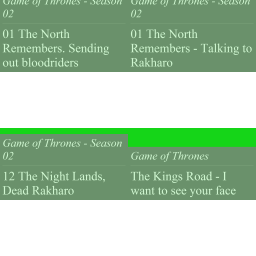 Game of Thrones - Season
02
01 The North
Remembers. Sending
out bloodriders
Game of Thrones - Season
02
01 The North
Remembers - Talking to
Rakharo
Game of Thrones - Season
02
12 The Night Lands,
Dead Rakharo
Game of Thrones
The Kings Road - I
want to see your face